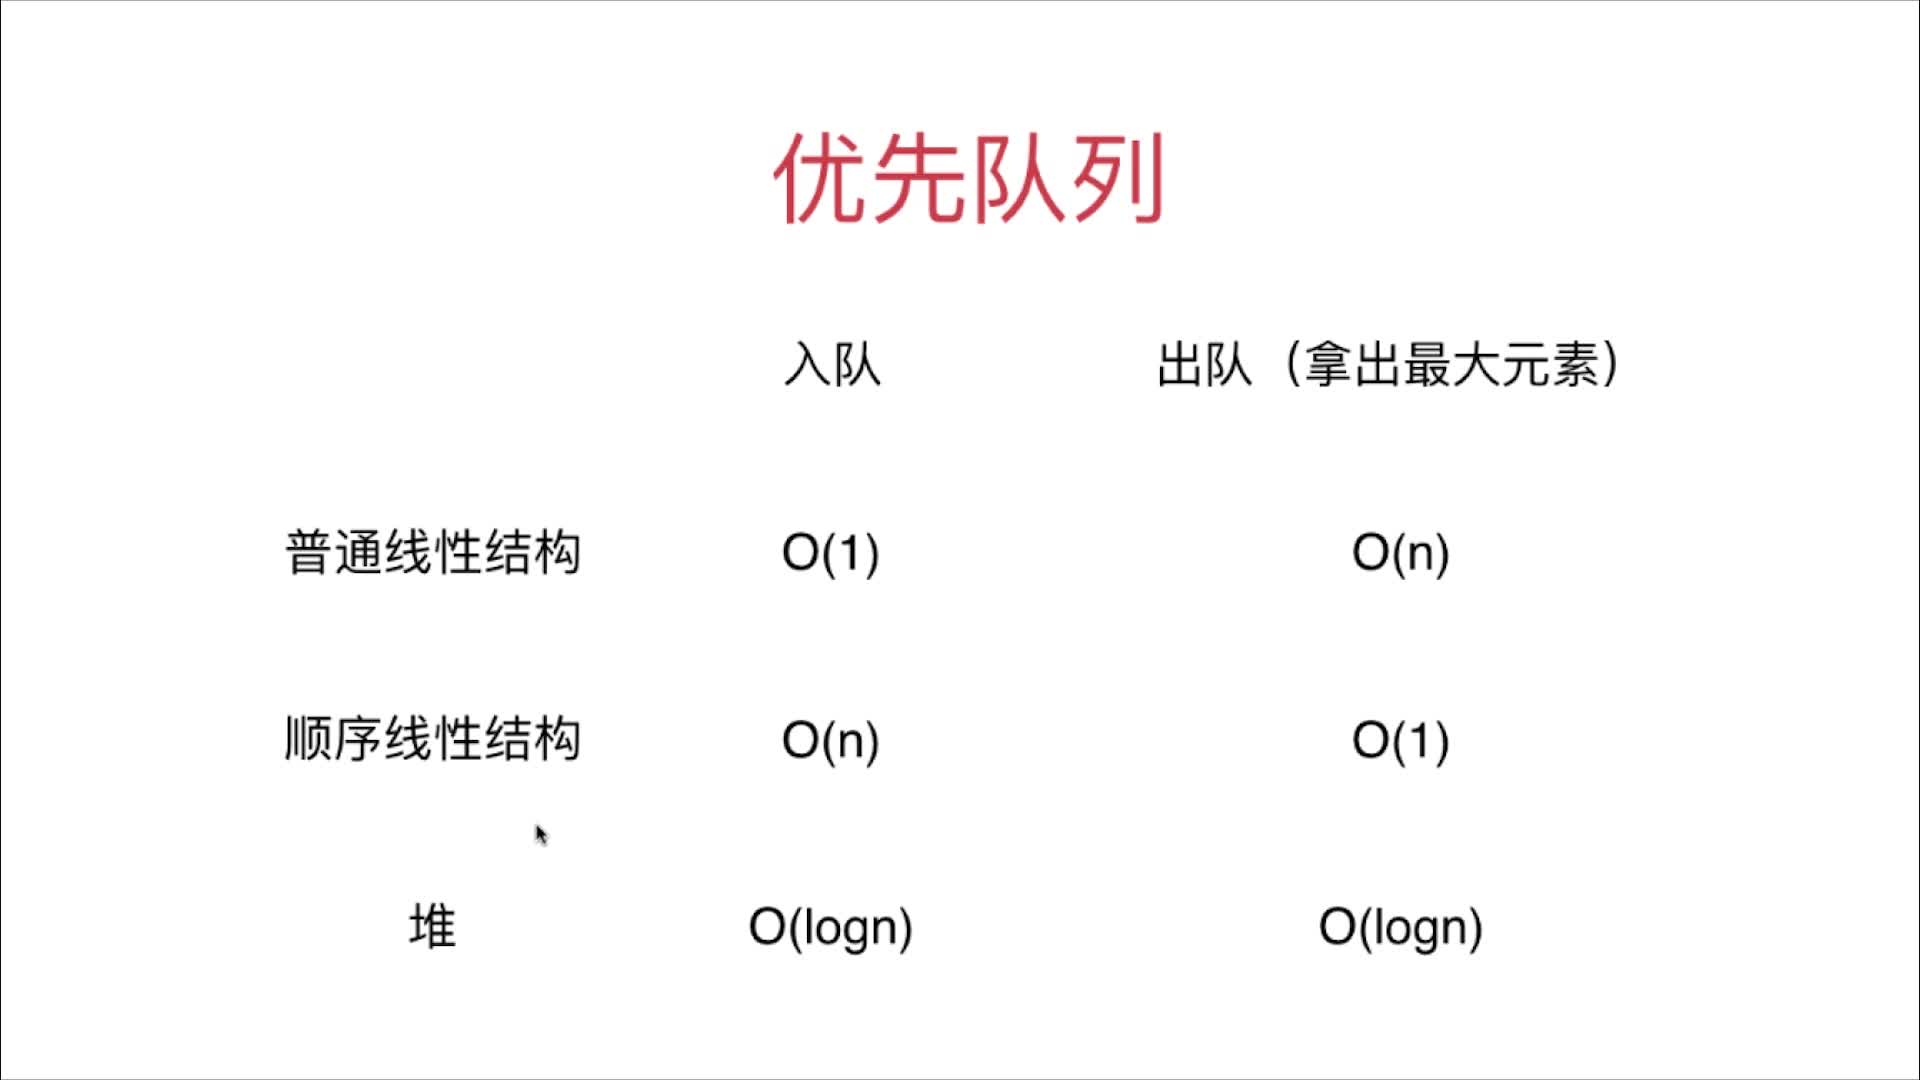 优先队列
入队 出队（拿出最大元素）
普通线性结构 O(1) O(n)
顺序线性结构 O(n) O(1)
堆 O(logn) O(logn)